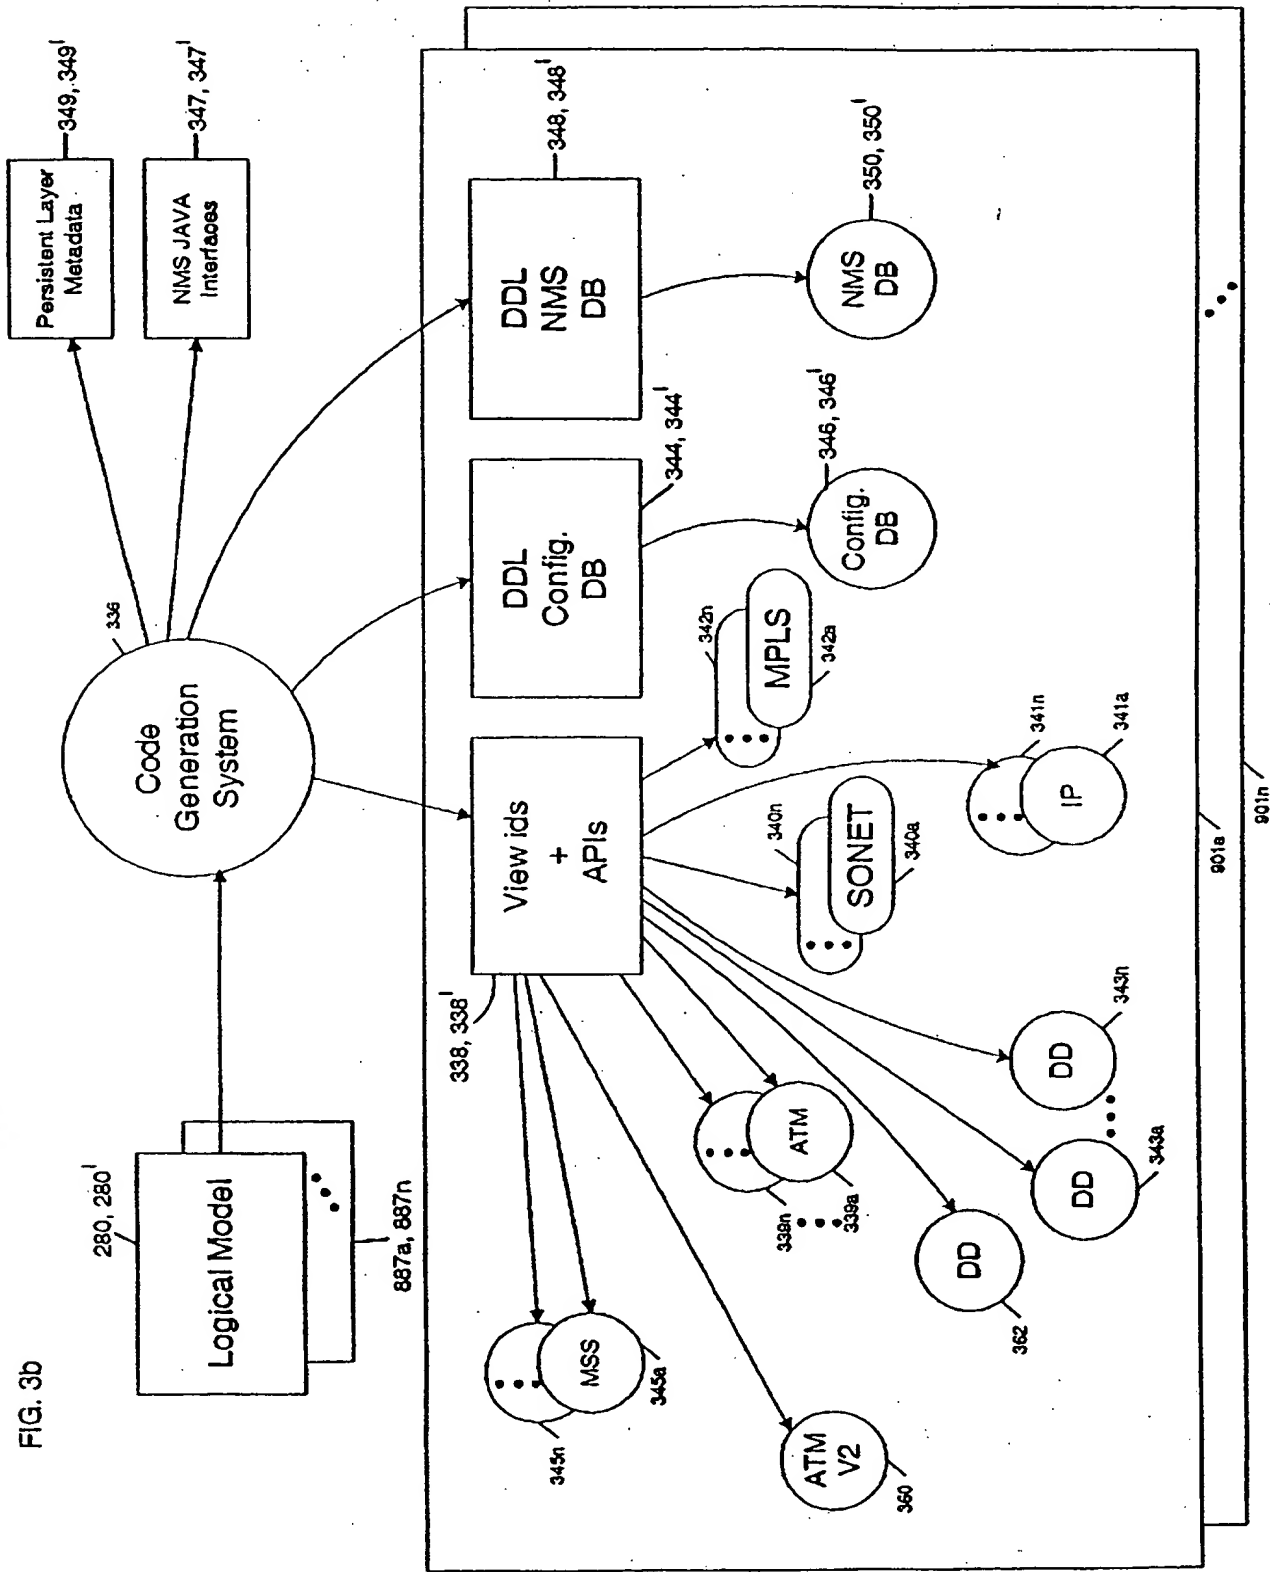 FIG. 3b
280, 280'
Logical Model
887a, 887n
Code
Generation
System
336
Persistent Layer
Metadata
349, 349'
NMS JAVA
Interfaces
347, 347'
338, 338'
View ids
+
APIs
DDL
Config.
DB
344, 344'
DDL
NMS
DB
348, 348'
345n
MSS
345a
ATM
V2
360
339n
ATM
339a
DD
362
DD
343a
DD
343n
340n
SONET
340a
342n
MPLS
342a
341n
IP
341a
Config.
DB
346, 346'
NMS
DB
350, 350'
901a
901n